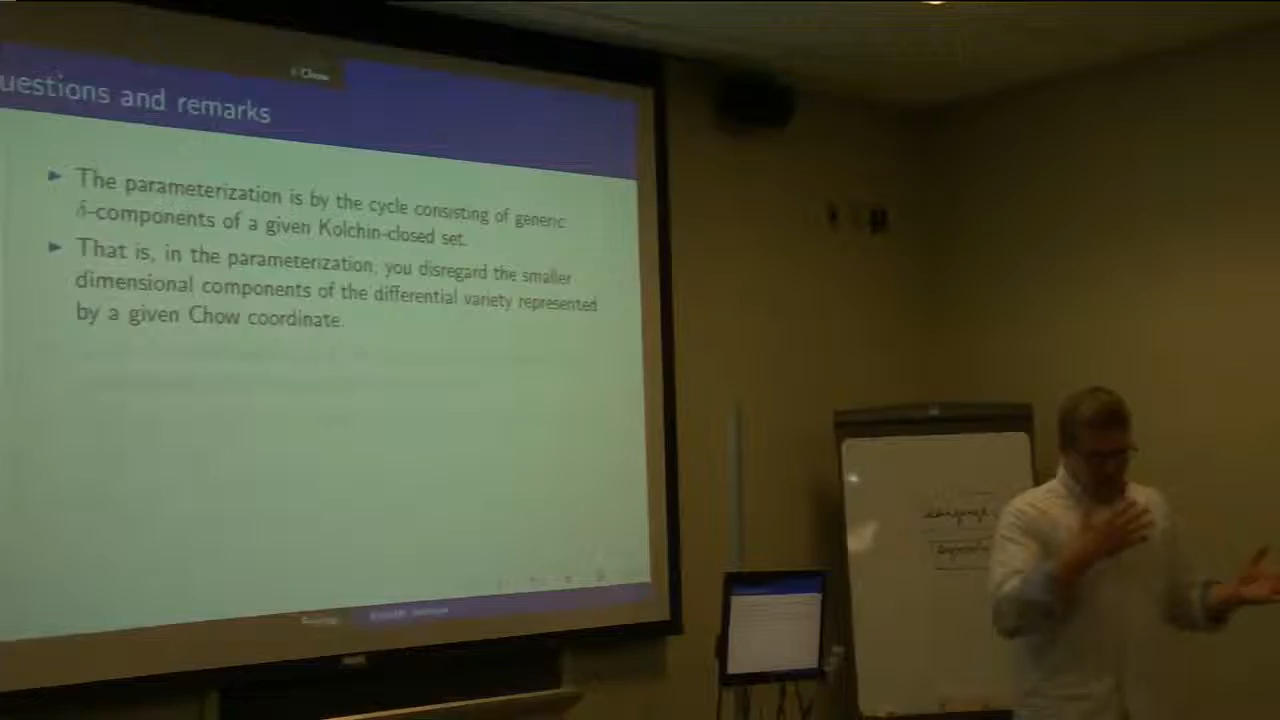 δ Chow
uestions and remarks
The parameterization is by the cycle consisting of generic
δ-components of a given Kolchin-closed set.
That is, in the parameterization, you disregard the smaller
dimensional components of the differential variety represented
by a given Chow coordinate.